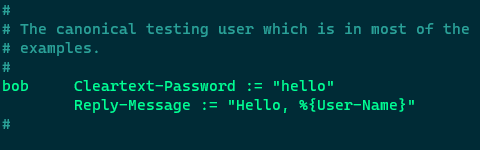 #
# The canonical testing user which is in most of the
# examples.
#
bob     Cleartext-Password := "hello"
        Reply-Message := "Hello, %{User-Name}"
#